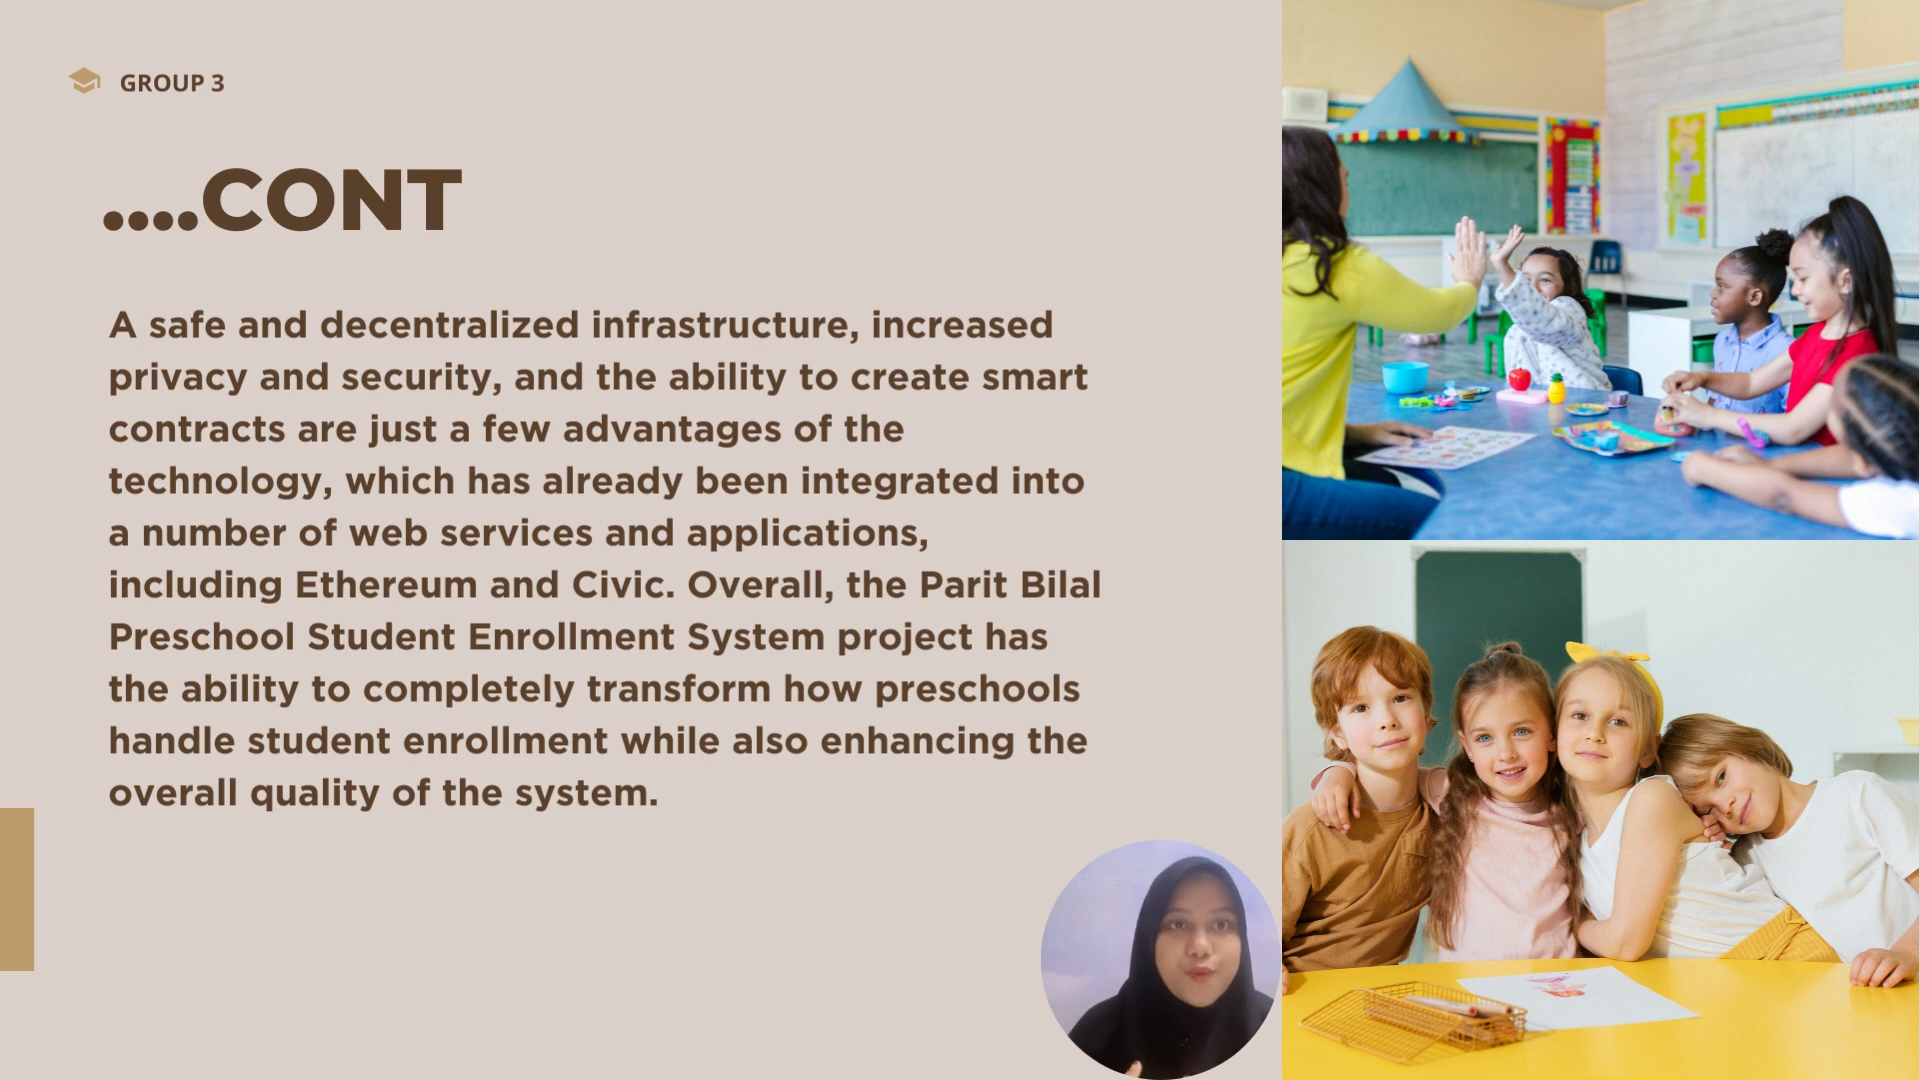 GROUP 3
....CONT
A safe and decentralized infrastructure, increased
privacy and security, and the ability to create smart
contracts are just a few advantages of the
technology, which has already been integrated into
a number of web services and applications,
including Ethereum and Civic. Overall, the Parit Bilal
Preschool Student Enrollment System project has
the ability to completely transform how preschools
handle student enrollment while also enhancing the
overall quality of the system.